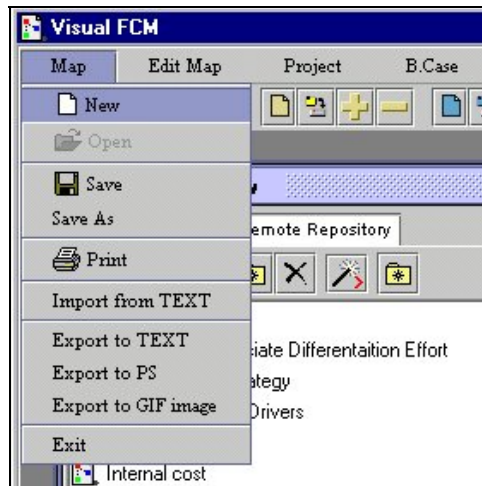 Visual FCM
Map Edit Map Project B.Case
New
Open
Save
Save As
emote Repository
Print
Import from TEXT
Export to TEXT
iate Differentaition Effort
Export to PS
ategy
Export to GIF image
Drivers
Exit
Internal cost